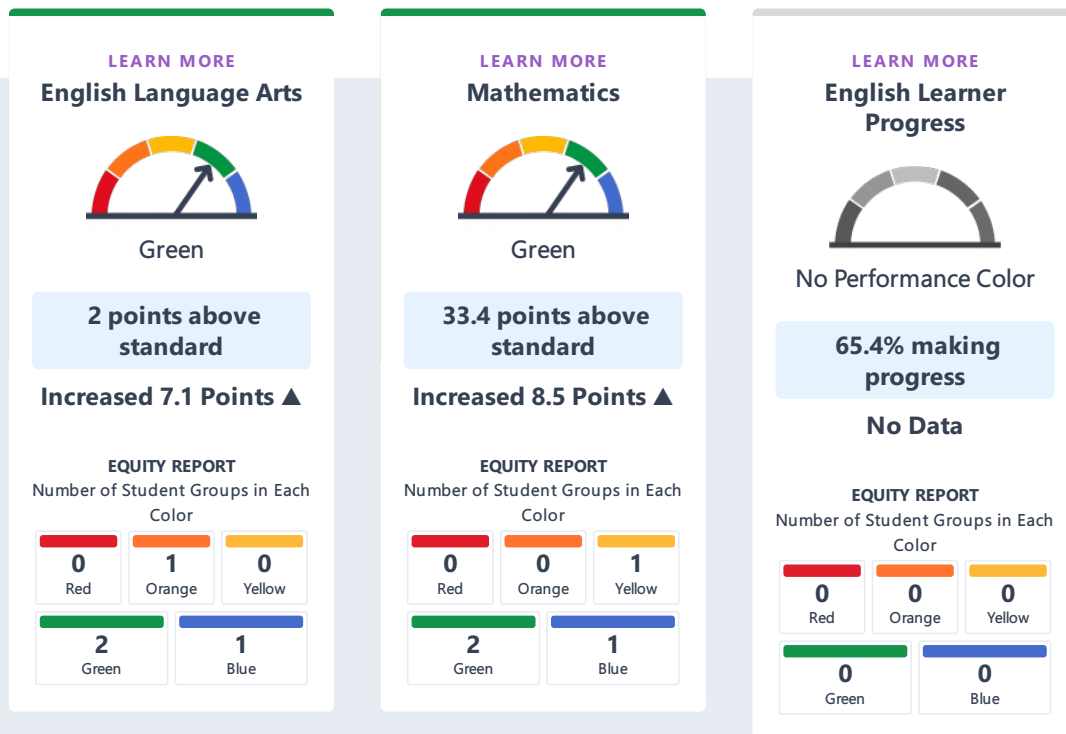 LEARN MORE
English Language Arts
Green
2 points above
standard
Increased 7.1 Points ▲
EQUITY REPORT
Number of Student Groups in Each
Color
0
Red
1
Orange
0
Yellow
2
Green
1
Blue
LEARN MORE
Mathematics
Green
33.4 points above
standard
Increased 8.5 Points ▲
EQUITY REPORT
Number of Student Groups in Each
Color
0
Red
0
Orange
1
Yellow
2
Green
1
Blue
LEARN MORE
English Learner
Progress
No Performance Color
65.4% making
progress
No Data
EQUITY REPORT
Number of Student Groups in Each
Color
0
Red
0
Orange
0
Yellow
0
Green
0
Blue